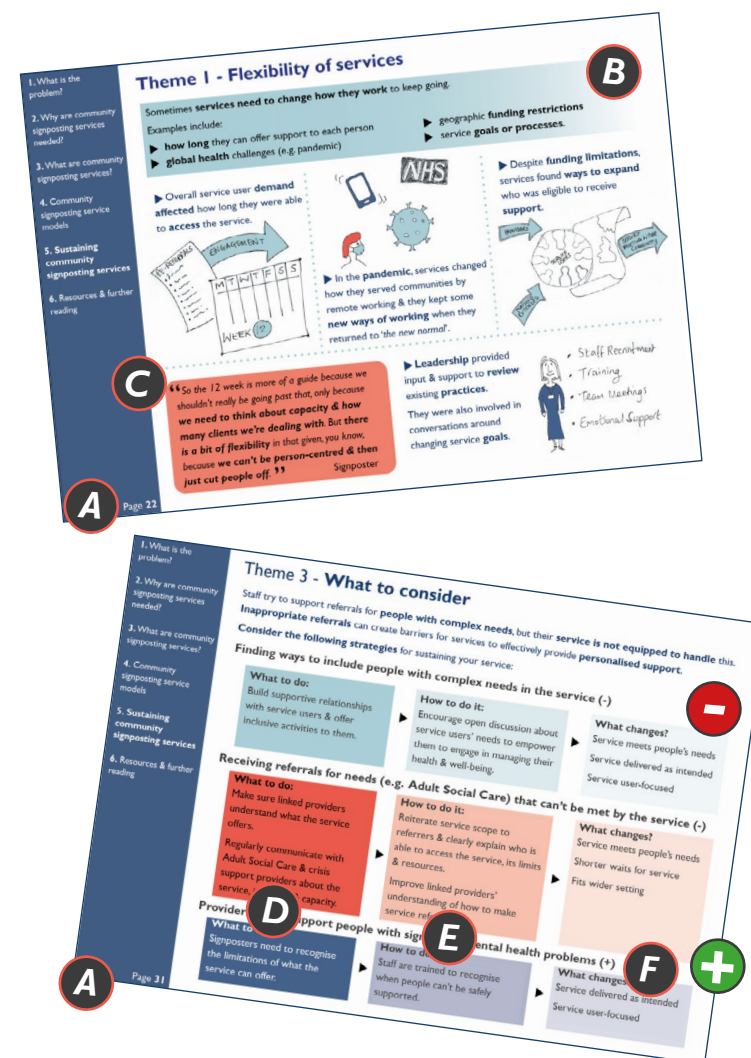 1. What is the
problem?
2. Why are community
signposting services
needed?
3. What are community
signposting services?
4. Community
signposting service
models
5. Sustaining
community
signposting services
6. Resources & further
reading
Page 22
Theme 1 - Flexibility of services
Sometimes services need to change how they work to keep going.
Examples include:
▶ how long they can offer support to each person
▶ global health challenges (e.g. pandemic)
▶ geographic funding restrictions
▶ service goals or processes.
B
▶ Overall service user demand
affected how long they were able
to access the service.
REFERRALS
ENGAGEMENT
M T W T F S S
WEEK 12
NHS
▶ In the pandemic, services changed
how they served communities by
remote working & they kept some
new ways of working when they
returned to 'the new normal'.
▶ Despite funding limitations,
services found ways to expand
who was eligible to receive
support.
C
“So the 12 week is more of a guide because we
shouldn't really be going past that, only because
we need to think about capacity & how
many clients we're dealing with. But there
is a bit of flexibility in that given, you know,
because we can't be person-centred & then
just cut people off. ”
Signposter
▶ Leadership provided
input & support to review
existing practices.
They were also involved in
conversations around
changing service goals.
• Staff Recruitment
• Training
• Team Meetings
• Emotional Support
A
1. What is the
problem?
2. Why are community
signposting services
needed?
3. What are community
signposting services?
4. Community
signposting service
models
5. Sustaining
community
signposting services
6. Resources & further
reading
Page 31
Theme 3 - What to consider
Staff try to support referrals for people with complex needs, but their service is not equipped to handle this.
Inappropriate referrals can create barriers for services to effectively provide personalised support.
Consider the following strategies for sustaining your service:
Finding ways to include people with complex needs in the service (-)
-
What to do:
Build supportive relationships
with service users & offer
inclusive activities to them.
▶
How to do it:
Encourage open discussion about
service users' needs to empower
them to engage in managing their
health & well-being.
▶
What changes?
Service meets people's needs
Service delivered as intended
Service user-focused
Receiving referrals for needs (e.g. Adult Social Care) that can't be met by the service (-)
What to do:
Make sure linked providers
understand what the service
offers.
Regularly communicate with
Adult Social Care & crisis
support providers about the
service, capacity.
▶
How to do it:
Reiterate service scope to
referrers & clearly explain who is
able to access the service, its limits
& resources.
Improve linked providers'
understanding of how to make
service
▶
What changes?
Service meets people's needs
Shorter waits for service
Fits wider setting
Provider support people with mental health problems (+)
D
E
F
+
What to
Signposters need to recognise
the limitations of what the
service can offer.
▶
How to do
Staff are trained to recognise
when people can't be safely
supported.
▶
What changes
Service delivered as intended
Service user-focused
A